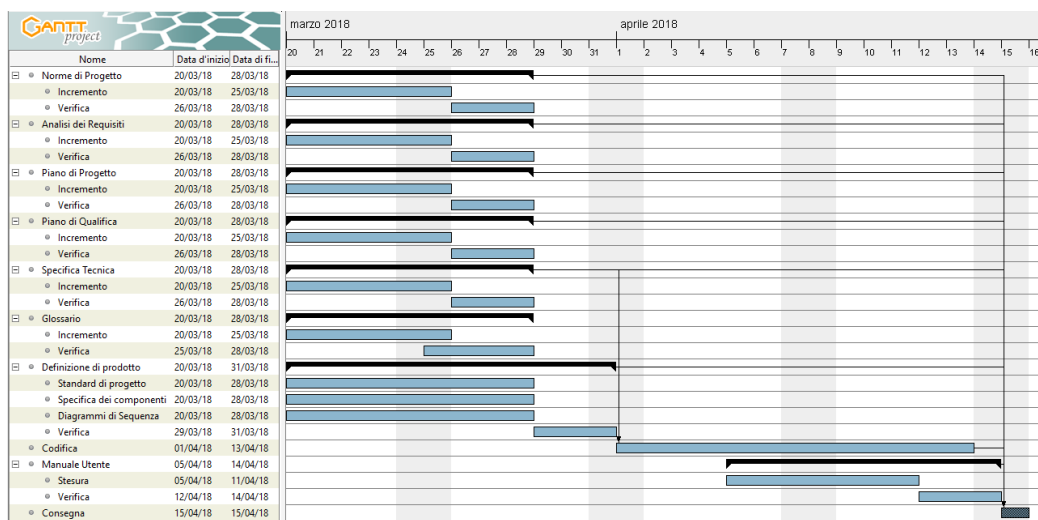 GANTT
project
marzo 2018 aprile 2018
20 21 22 23 24 25 26 27 28 29 30 31 1 2 3 4 5 6 7 8 9 10 11 12 13 14 15 16
Nome Data d'inizio Data di fi...
Norme di Progetto 20/03/18 28/03/18
Incremento 20/03/18 25/03/18
Verifica 26/03/18 28/03/18
Analisi dei Requisiti 20/03/18 28/03/18
Incremento 20/03/18 25/03/18
Verifica 26/03/18 28/03/18
Piano di Progetto 20/03/18 28/03/18
Incremento 20/03/18 25/03/18
Verifica 26/03/18 28/03/18
Piano di Qualifica 20/03/18 28/03/18
Incremento 20/03/18 25/03/18
Verifica 26/03/18 28/03/18
Specifica Tecnica 20/03/18 28/03/18
Incremento 20/03/18 25/03/18
Verifica 26/03/18 28/03/18
Glossario 20/03/18 28/03/18
Incremento 20/03/18 25/03/18
Verifica 25/03/18 28/03/18
Definizione di prodotto 20/03/18 31/03/18
Standard di progetto 20/03/18 28/03/18
Specifica dei componenti 20/03/18 28/03/18
Diagrammi di Sequenza 20/03/18 28/03/18
Verifica 29/03/18 31/03/18
Codifica 01/04/18 13/04/18
Manuale Utente 05/04/18 14/04/18
Stesura 05/04/18 11/04/18
Verifica 12/04/18 14/04/18
Consegna 15/04/18 15/04/18